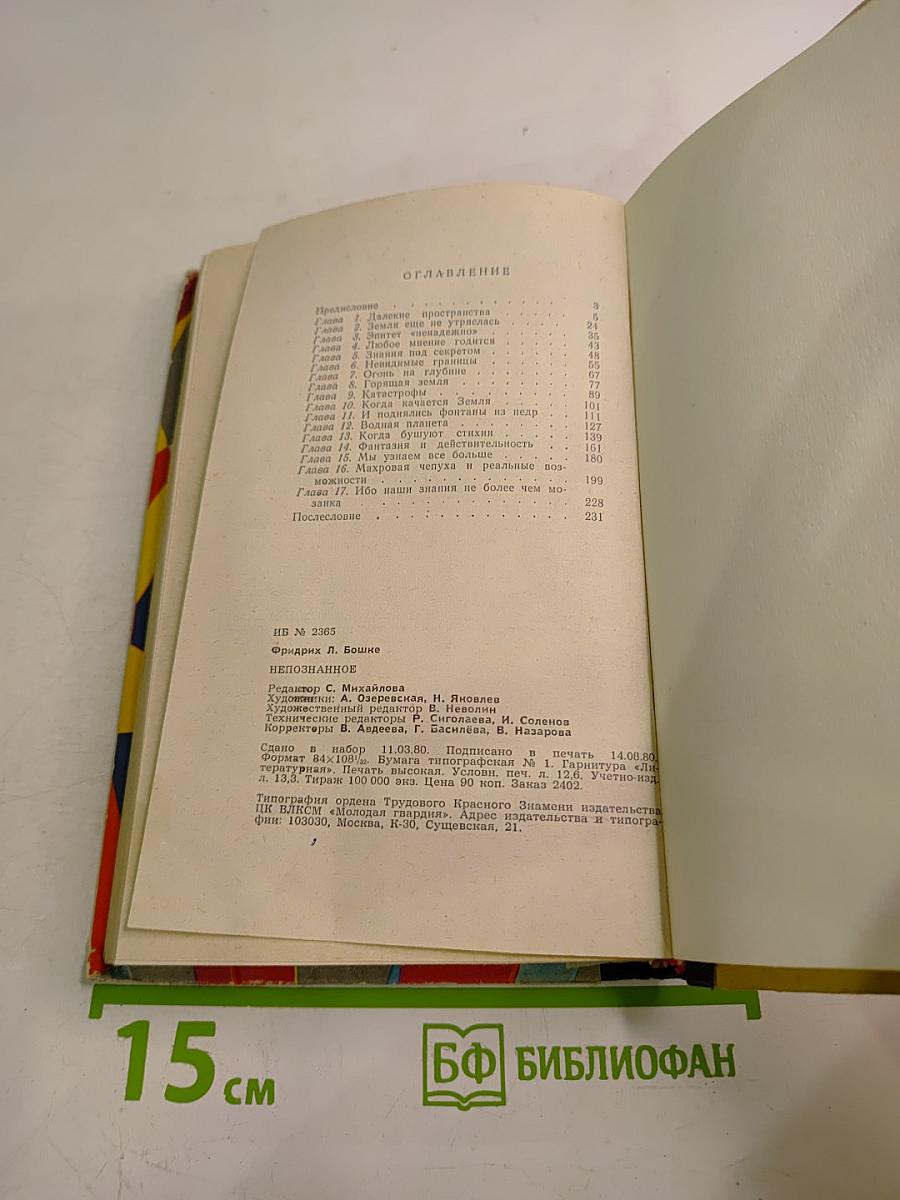 ОГЛАВЛЕНИЕ
Предисловие . . . . . . . . . . . 3
Глава 1. Далекие пространства . . . . . 5
Глава 2. Земля еще не утряслась . . . . 24
Глава 3. Эпитет «ненадежно» . . . . . 35
Глава 4. Любое мнение годится . . . . . 43
Глава 5. Знания под секретом . . . . . 48
Глава 6. Невидимые границы . . . . . 55
Глава 7. Огонь на глубине . . . . . . 67
Глава 8. Горящая земля . . . . . . . 77
Глава 9. Катастрофы . . . . . . . . 89
Глава 10. Когда качается Земля . . . . . 101
Глава 11. И поднялись фонтаны из недр . . 111
Глава 12. Водная планета . . . . . . 127
Глава 13. Когда бушуют стихии . . . . . 139
Глава 14. Фантазия и действительность . . 161
Глава 15. Мы узнаем все больше . . . . . 180
Глава 16. Махровая чепуха и реальные воз-
можности . . . . . . . . . . . 199
Глава 17. Ибо наши знания не более чем мо-
заика . . . . . . . . . . . . 228
Послесловие . . . . . . . . . . . 231
ИБ № 2365
Фридрих Л. Бошке
НЕПОЗНАННОЕ
Редактор С. Михайлова
Художники: А. Озеревская, Н. Яковлев
Художественный редактор В. Неволин
Технические редакторы Р. Сиголаева, И. Соленов
Корректоры В. Авдеева, Г. Басилёва, В. Назарова
Сдано в набор 11.03.80. Подписано в печать 14.08.80.
Формат 84×108¹/₃₂. Бумага типографская № 1. Гарнитура «Ли-
тературная». Печать высокая. Условн. печ. л. 12,6. Учетно-изд.
л. 13,3. Тираж 100 000 экз. Цена 90 коп. Заказ 2402.
Типография ордена Трудового Красного Знамени издательства
ЦК ВЛКСМ «Молодая гвардия». Адрес издательства и типогра-
фии: 103030, Москва, К-30, Сущевская, 21.
15 см
БФ БИБЛИОФАН